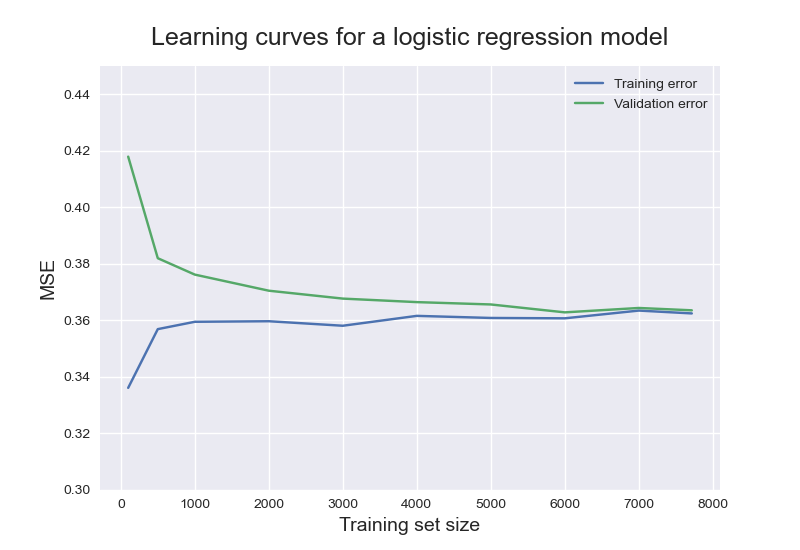 Learning curves for a logistic regression model
Training error
Validation error
MSE
0.44
0.42
0.40
0.38
0.36
0.34
0.32
0.30
0 1000 2000 3000 4000 5000 6000 7000 8000
Training set size